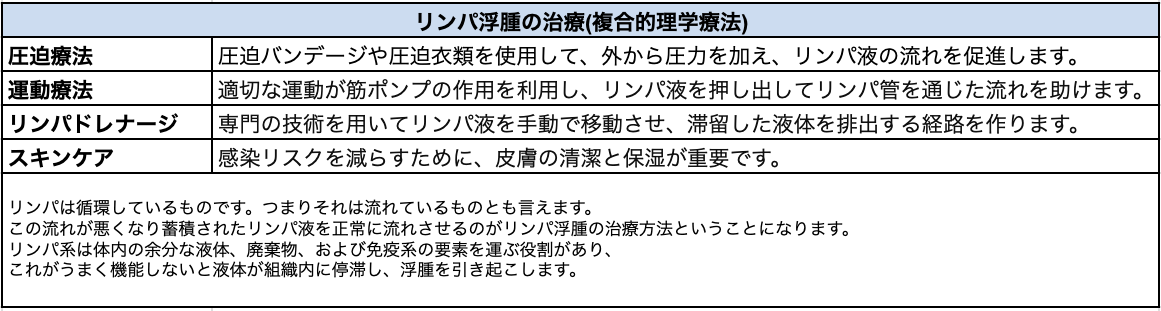 リンパ浮腫の治療(複合的理学療法)
圧迫療法 圧迫バンデージや圧迫衣類を使用して、外から圧力を加え、リンパ液の流れを促進します。
運動療法 適切な運動が筋ポンプの作用を利用し、リンパ液を押し出してリンパ管を通じた流れを助けます。
リンパドレナージ 専門の技術を用いてリンパ液を手動で移動させ、滞留した液体を排出する経路を作ります。
スキンケア 感染リスクを減らすために、皮膚の清潔と保湿が重要です。
リンパは循環しているものです。つまりそれは流れているものとも言えます。
この流れが悪くなり蓄積されたリンパ液を正常に流れさせるのがリンパ浮腫の治療方法ということになります。
リンパ系は体内の余分な液体、廃棄物、および免疫系の要素を運ぶ役割があり、
これがうまく機能しないと液体が組織内に停滞し、浮腫を引き起こします。